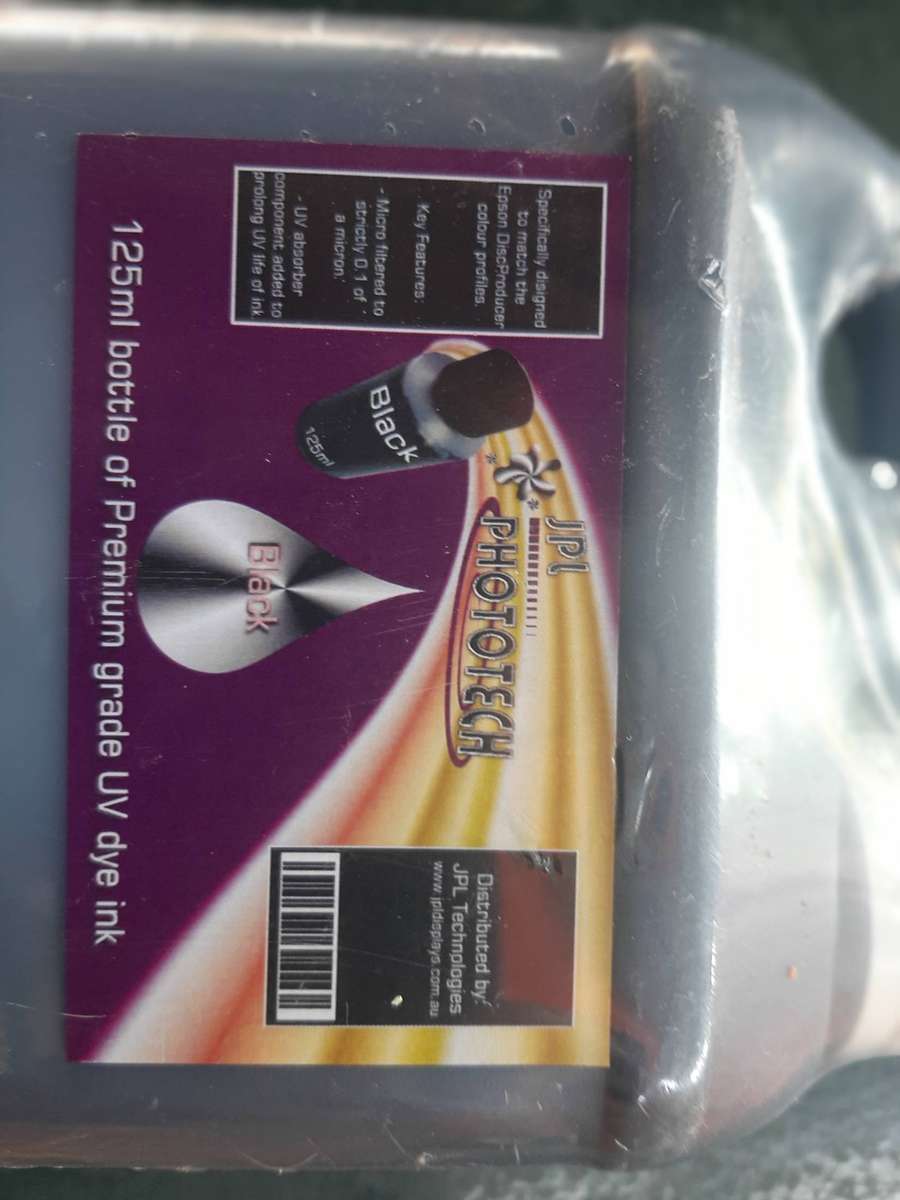 Specifically disigned
to match the
Epson DiscProducer
colour profiles.
Key Features:
- Micro filtered to
strictly 0.1 of
a micron.
- UV absorber
component added to
prolong UV life of ink
Black
125ml
JPL
PHOTOTECH
Black
Distributed by:
JPL Technologies
www.jpldisplays.com.au
125ml bottle of Premium grade UV dye ink